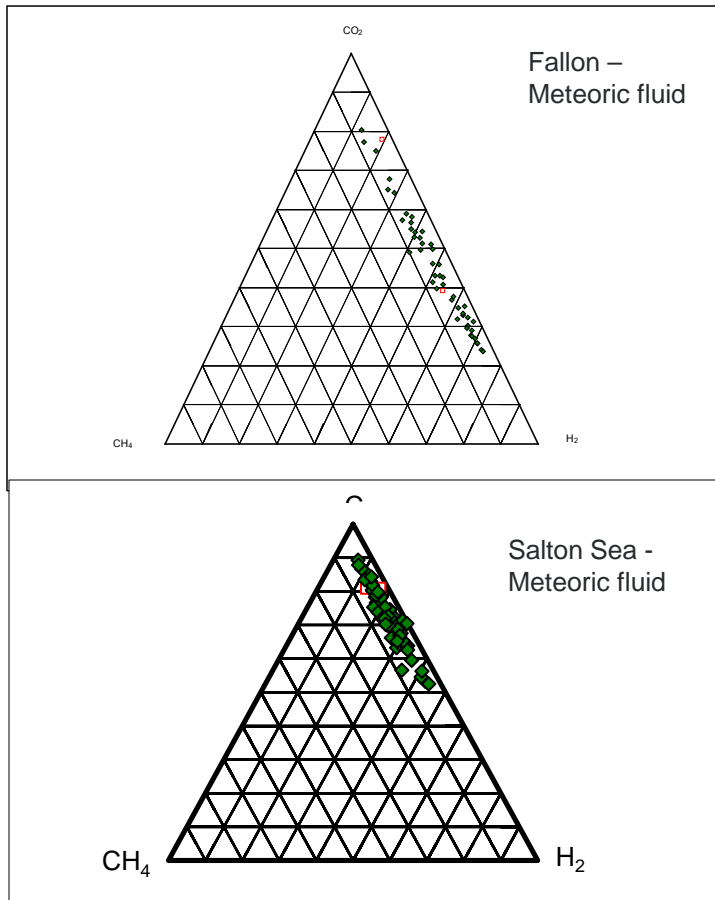 CO₂
Fallon –
Meteoric fluid
CH₄
H₂
Salton Sea -
Meteoric fluid
CH₄
H₂